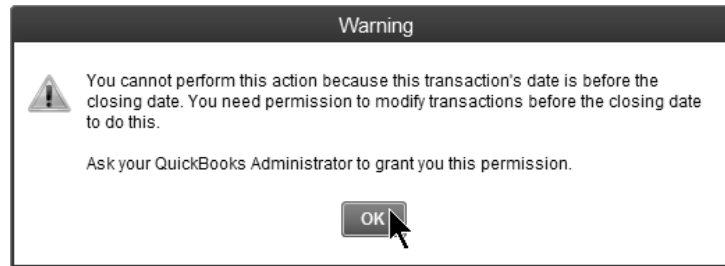 Warning
You cannot perform this action because this transaction's date is before the
closing date. You need permission to modify transactions before the closing date
to do this.
Ask your QuickBooks Administrator to grant you this permission.
OK